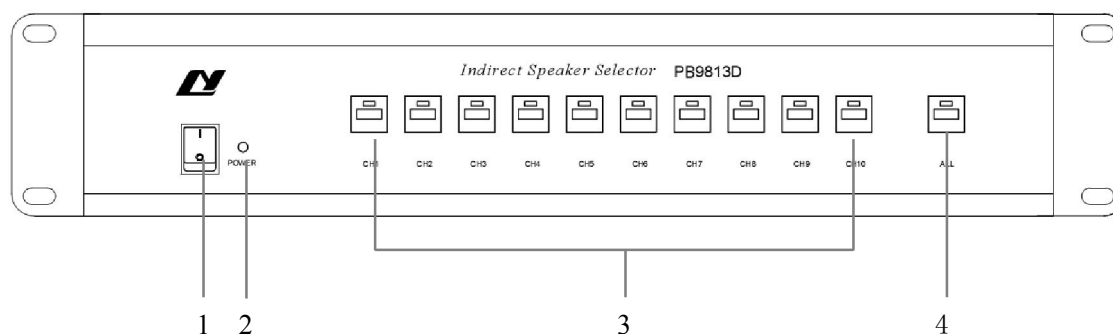 Indirect Speaker Selector PB9813D
POWER
CH1 CH2 CH3 CH4 CH5 CH6 CH7 CH8 CH9 CH10 ALL
1 2 3 4